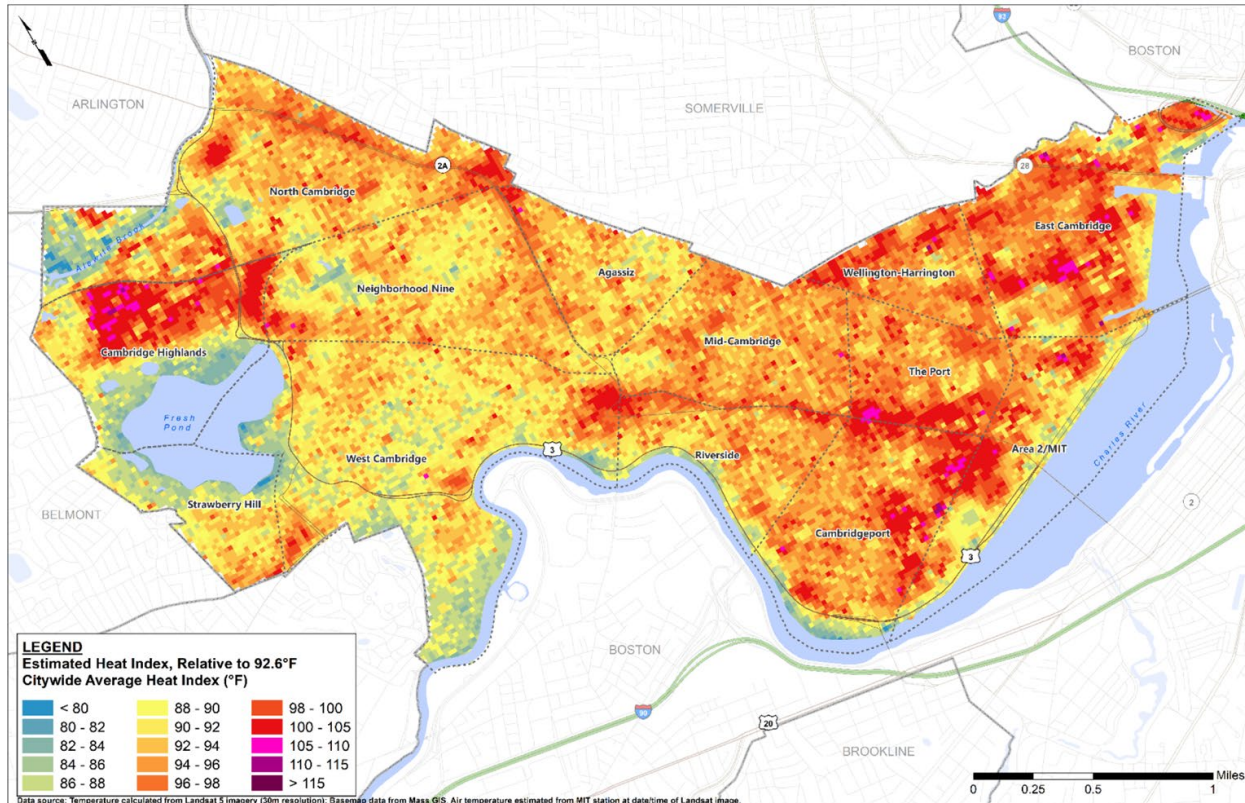 93
BOSTON
ARLINGTON
SOMERVILLE
2A
28
North Cambridge
East Cambridge
Alewife Brook
Agassiz
Wellington-Harrington
Neighborhood Nine
Mid-Cambridge
Cambridge Highlands
The Port
Fresh
Pond
3
Riverside
Area 2/MIT
Charles River
West Cambridge
2
Strawberry Hill
BELMONT
Cambridgeport
3
BOSTON
90
20
BROOKLINE
LEGEND
Estimated Heat Index, Relative to 92.6°F
Citywide Average Heat Index (°F)
< 80 88 - 90 98 - 100
80 - 82 90 - 92 100 - 105
82 - 84 92 - 94 105 - 110
84 - 86 94 - 96 110 - 115
86 - 88 96 - 98 > 115
Miles
0 0.25 0.5 1
Data source: Temperature calculated from Landsat 5 imagery (30m resolution); Basemap data from Mass GIS. Air temperature estimated from MIT station at date/time of Landsat image.